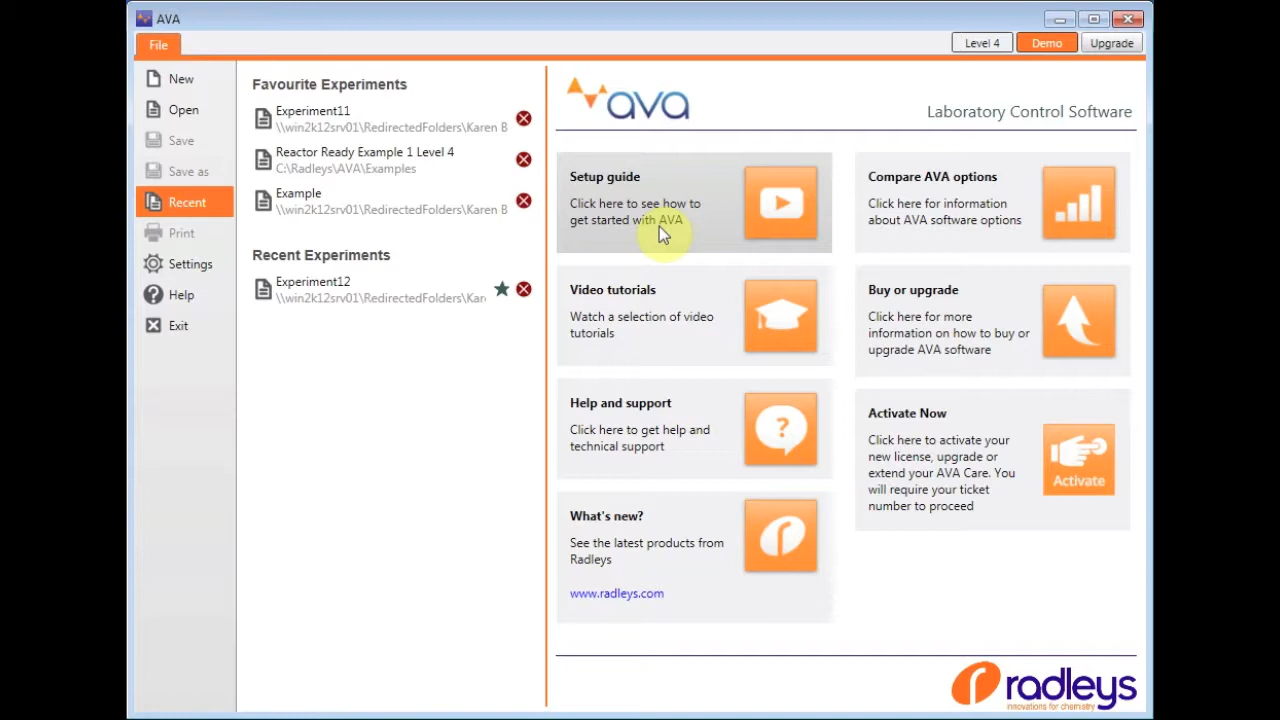 AVA
File
Level 4
Demo
Upgrade
New
Open
Save
Save as
Recent
Print
Settings
Help
Exit
Favourite Experiments
Experiment11
\\win2k12srv01\RedirectedFolders\Karen B
Reactor Ready Example 1 Level 4
C:\Radleys\AVA\Examples
Example
\\win2k12srv01\RedirectedFolders\Karen B
Recent Experiments
Experiment12
\\win2k12srv01\RedirectedFolders\Kar
ava
Laboratory Control Software
Setup guide
Click here to see how to
get started with AVA
Video tutorials
Watch a selection of video
tutorials
Help and support
Click here to get help and
technical support
?
What's new?
See the latest products from
Radleys
www.radleys.com
Compare AVA options
Click here for information
about AVA software options
Buy or upgrade
Click here for more
information on how to buy or
upgrade AVA software
Activate Now
Click here to activate your
new license, upgrade or
extend your AVA Care. You
will require your ticket
number to proceed
Activate
radleys
innovations for chemistry